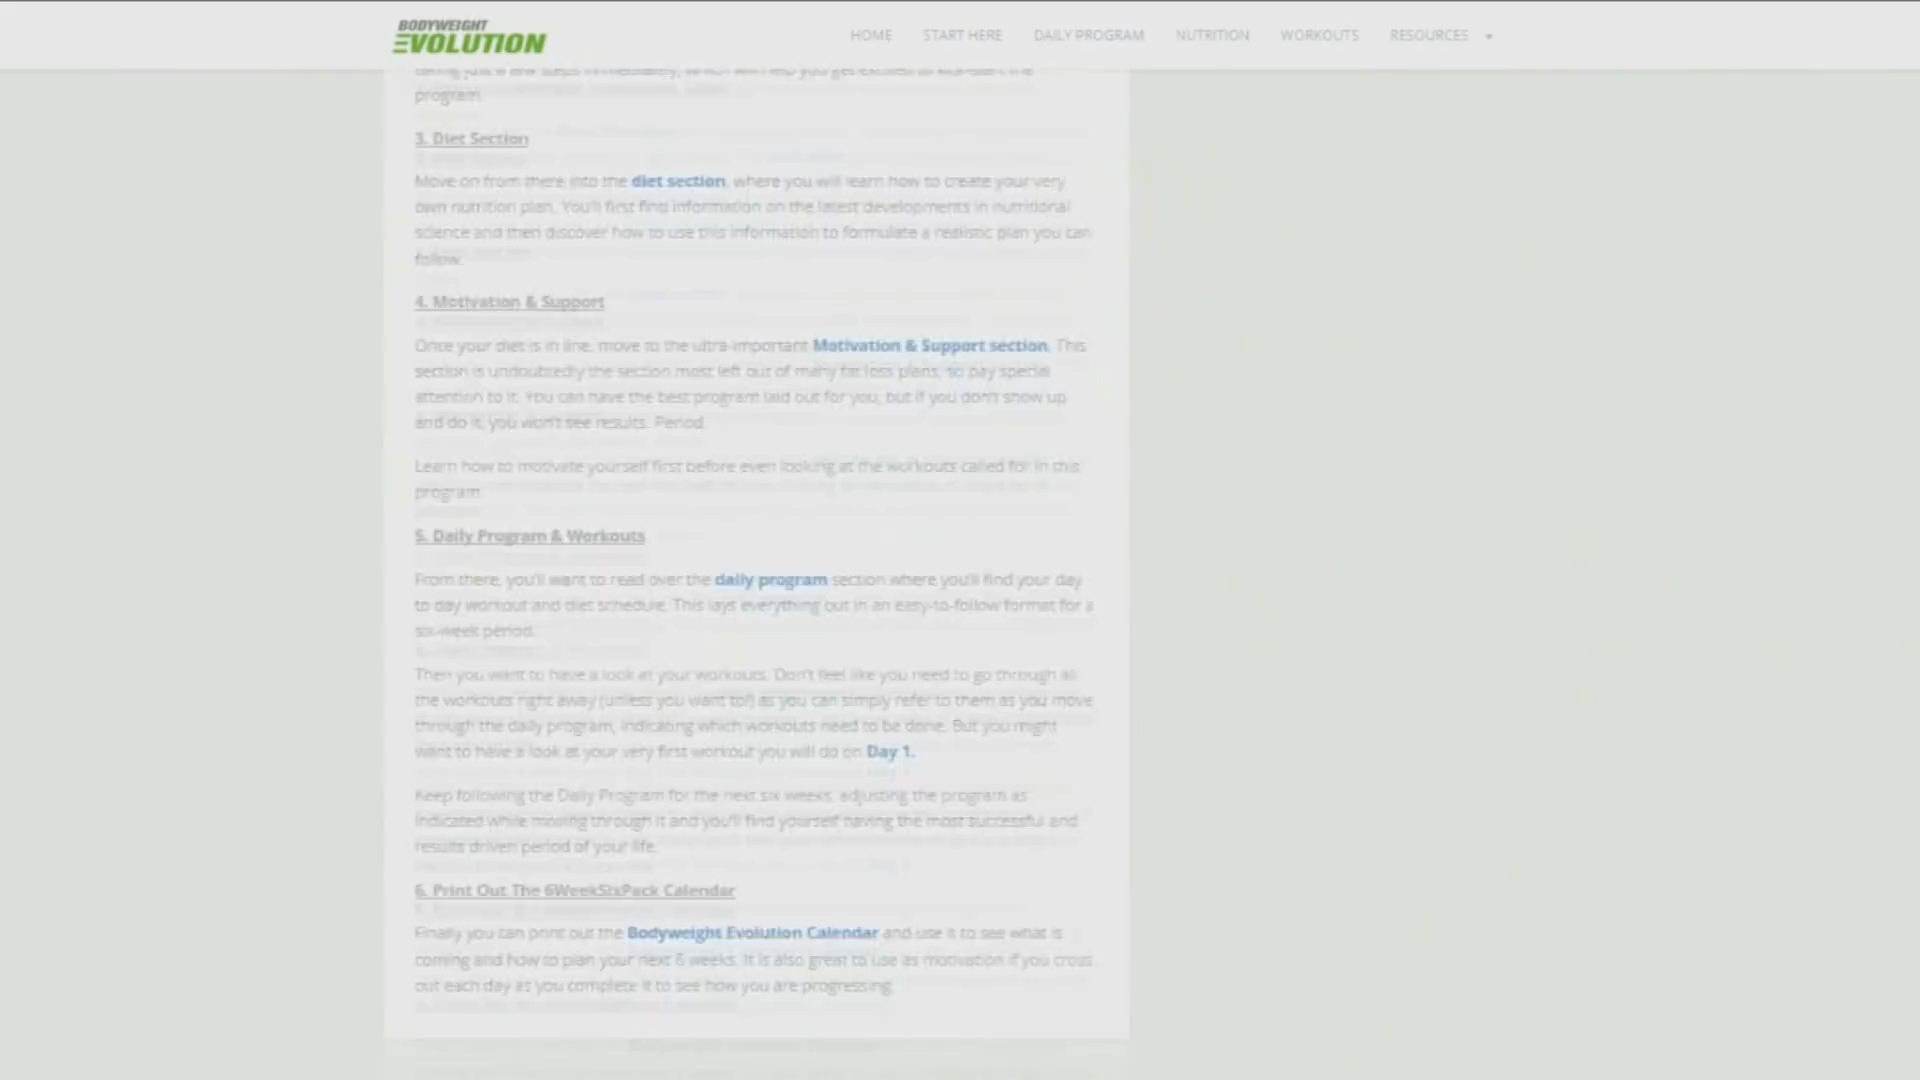 BODYWEIGHT
EVOLUTION
HOME START HERE DAILY PROGRAM NUTRITION WORKOUTS RESOURCES
taking just a few steps immediately, which will help you get excited to kick-start the
program.
3. Diet Section
Move on from there into the diet section, where you will learn how to create your very
own nutrition plan. You'll first find information on the latest developments in nutritional
science and then discover how to use this information to formulate a realistic plan you can
follow.
4. Motivation & Support
Once your diet is in line, move to the ultra-important Motivation & Support section. This
section is undoubtedly the section most left out of many fat loss plans, so pay special
attention to it. You can have the best program laid out for you, but if you don't show up
and do it, you won't see results. Period.
Learn how to motivate yourself first before even looking at the workouts called for in this
program.
5. Daily Program & Workouts
From there, you'll want to read over the daily program section where you'll find your day
to day workout and diet schedule. This lays everything out in an easy-to-follow format for a
six-week period.
Then you want to have a look at your workouts. Don't feel like you need to go through all
the workouts right away (unless you want to!) as you can simply refer to them as you move
through the daily program, indicating which workouts need to be done. But you might
want to have a look at your very first workout you will do on Day 1.
Keep following the Daily Program for the next six weeks, adjusting the program as
indicated while moving through it and you'll find yourself having the most successful and
results driven period of your life.
6. Print Out The 6WeekSixPack Calendar
Finally you can print out the Bodyweight Evolution Calendar and use it to see what is
coming and how to plan your next 6 weeks. It is also great to use as motivation if you cross
out each day as you complete it to see how you are progressing.